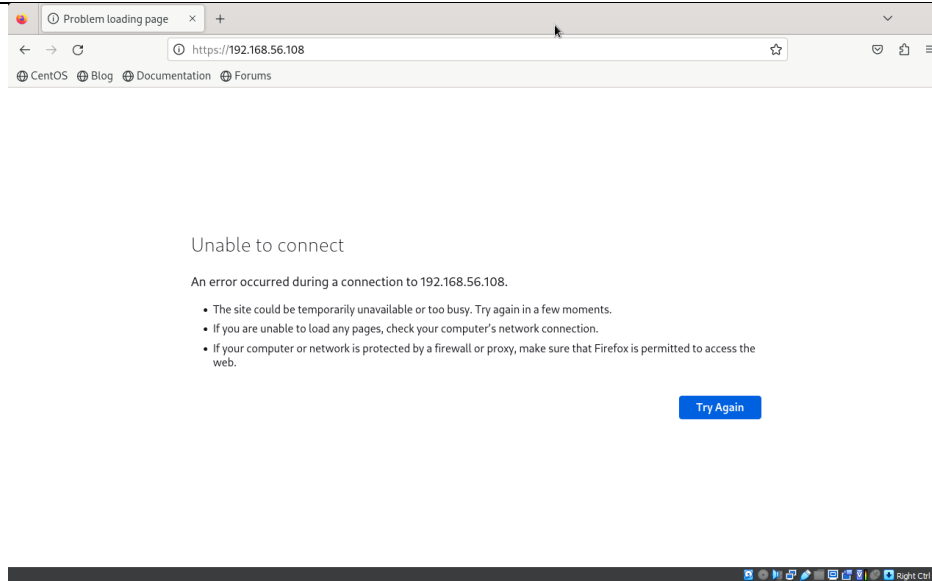 Problem loading page
https://192.168.56.108
CentOS Blog Documentation Forums
Unable to connect
An error occurred during a connection to 192.168.56.108.
• The site could be temporarily unavailable or too busy. Try again in a few moments.
• If you are unable to load any pages, check your computer's network connection.
• If your computer or network is protected by a firewall or proxy, make sure that Firefox is permitted to access the
web.
Try Again
Right Ctrl